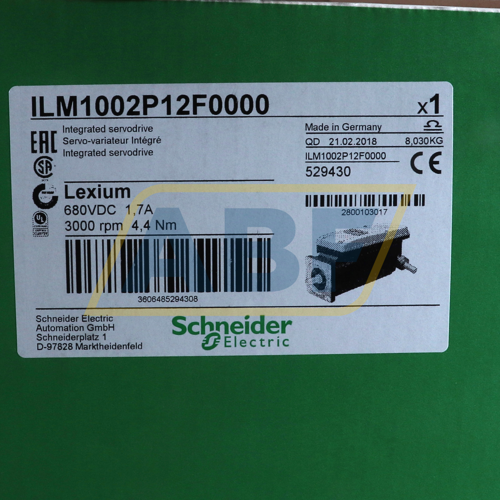 ILM1002P12F0000 x1
Integrated servodrive
Servo-variateur Intégré
Integrated servodrive
Made in Germany
QD 21.02.2018 8,030KG
ILM1002P12F0000
529430
EAC
Lexium
680VDC 1,7A
3000 rpm 4,4 Nm
2800103017
3606485294308
ABF
Schneider Electric
Automation GmbH
Schneiderplatz 1
D-97828 Marktheidenfeld
Schneider
Electric